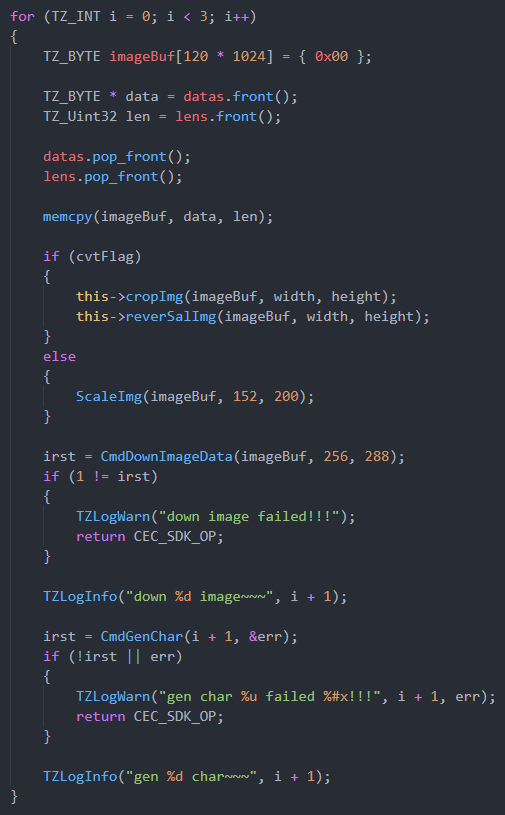 for (TZ_INT i = 0; i < 3; i++)
{
    TZ_BYTE imageBuf[120 * 1024] = { 0x00 };

    TZ_BYTE * data = datas.front();
    TZ_Uint32 len = lens.front();

    datas.pop_front();
    lens.pop_front();

    memcpy(imageBuf, data, len);

    if (cvtFlag)
    {
        this->cropImg(imageBuf, width, height);
        this->reverSalImg(imageBuf, width, height);
    }
    else
    {
        ScaleImg(imageBuf, 152, 200);
    }

    irst = CmdDownImageData(imageBuf, 256, 288);
    if (1 != irst)
    {
        TZLogWarn("down image failed!!!");
        return CEC_SDK_OP;
    }

    TZLogInfo("down %d image~~~", i + 1);

    irst = CmdGenChar(i + 1, &err);
    if (!irst || err)
    {
        TZLogWarn("gen char %u failed %#x!!!", i + 1, err);
        return CEC_SDK_OP;
    }

    TZLogInfo("gen %d char~~~", i + 1);
}